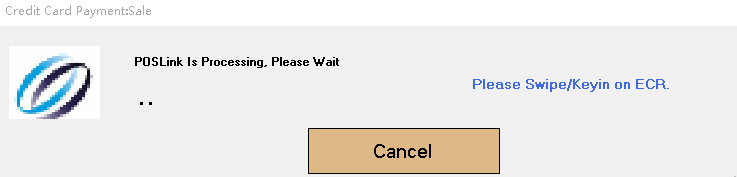 Credit Card Payment:Sale
POSLink Is Processing, Please Wait
..
Please Swipe/Keyin on ECR.
Cancel